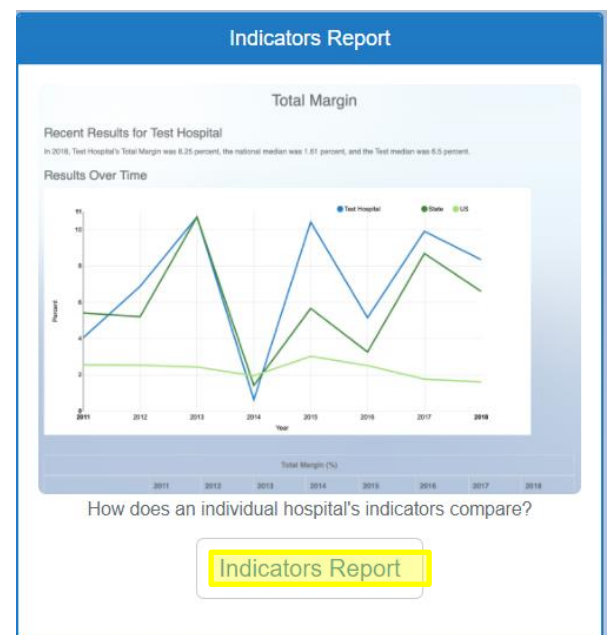 Indicators Report
Total Margin
Recent Results for Test Hospital
In 2018, Test Hospital's Total Margin was 8.25 percent, the national median was 1.61 percent, and the Test median was 6.5 percent.
Results Over Time
Test Hospital State US
11
10
8
6
4
2
0
Percent
2011 2012 2013 2014 2015 2016 2017 2018
Year
Total Margin (%)
2011 2012 2013 2014 2015 2016 2017 2018
How does an individual hospital's indicators compare?
Indicators Report